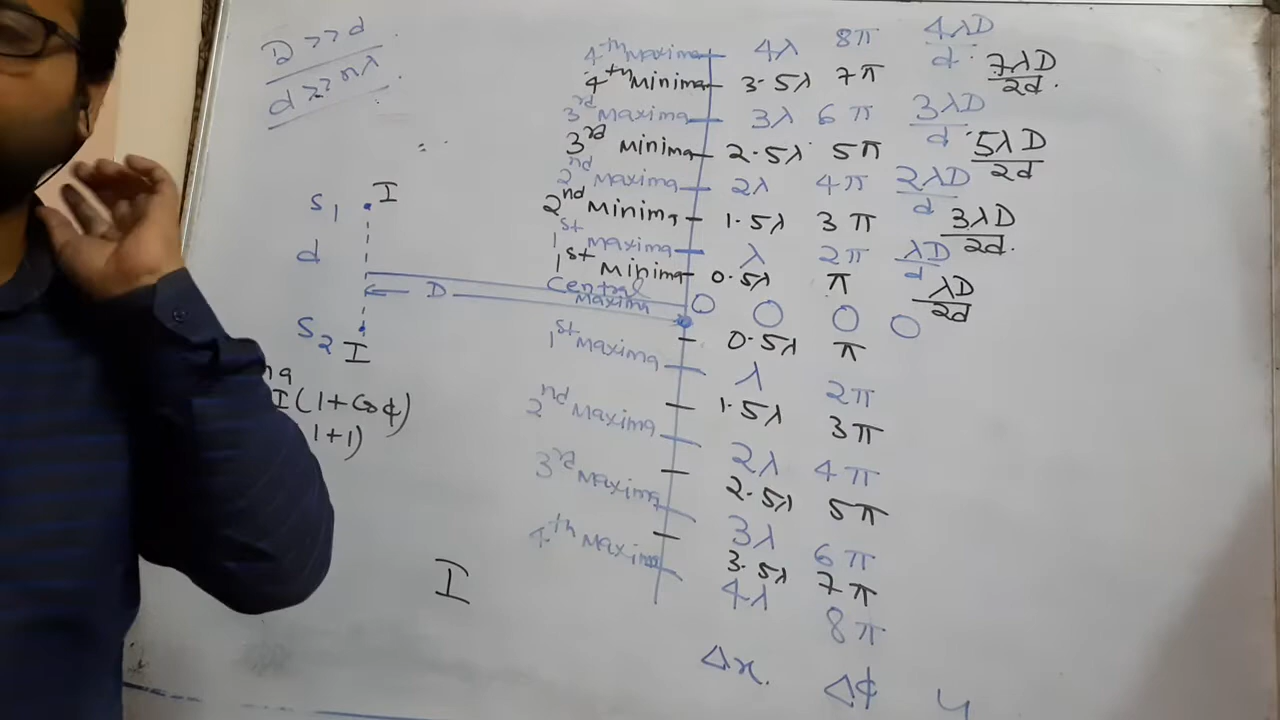 D >> d
d >> nλ
4th Maxima 4λ 8π 4λD/d
4th Minima 3.5λ 7π 7λD/2d.
3rd Maxima 3λ 6π 3λD/d
3rd Minima 2.5λ 5π 5λD/2d
2nd Maxima 2λ 4π 2λD/d
2nd Minima 1.5λ 3π 3λD/2d.
1st Maxima λ 2π λD/d
1st Minima 0.5λ π λD/2d
Central Maxima O O O O
0.5λ π
1st Maxima λ 2π
1.5λ 3π
2nd Maxima 2λ 4π
2.5λ 5π
3rd Maxima 3λ 6π
3.5λ 7π
4th Maxima 4λ 8π
Δx. Δϕ y
S1 I
d
D
S2 I
I(1+Cosϕ)
1+1)
I